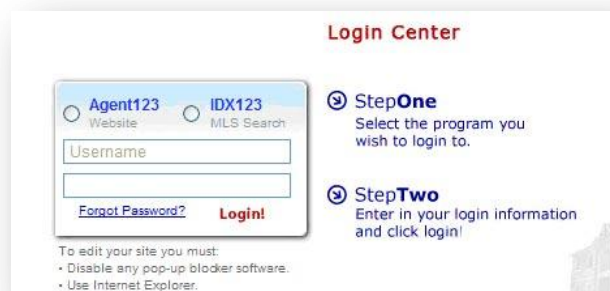 Login Center
Agent123
Website
IDX123
MLS Search
Username
Forgot Password?
Login!
To edit your site you must:
• Disable any pop-up blocker software.
• Use Internet Explorer.
StepOne
Select the program you
wish to login to.
StepTwo
Enter in your login information
and click login!